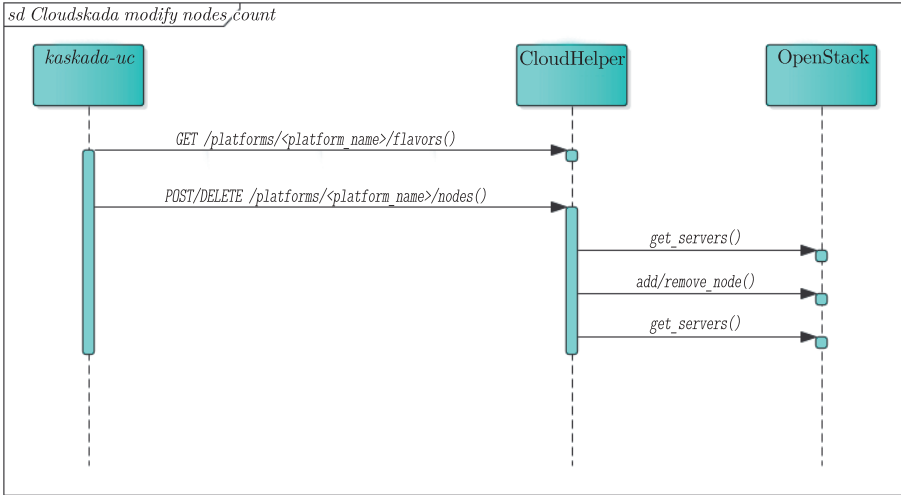 sd Cloudskada modify nodes count
kaskada-uc
CloudHelper
OpenStack
GET /platforms/<platform_name>/flavors()
POST/DELETE /platforms/<platform_name>/nodes()
get_servers()
add/remove_node()
get_servers()